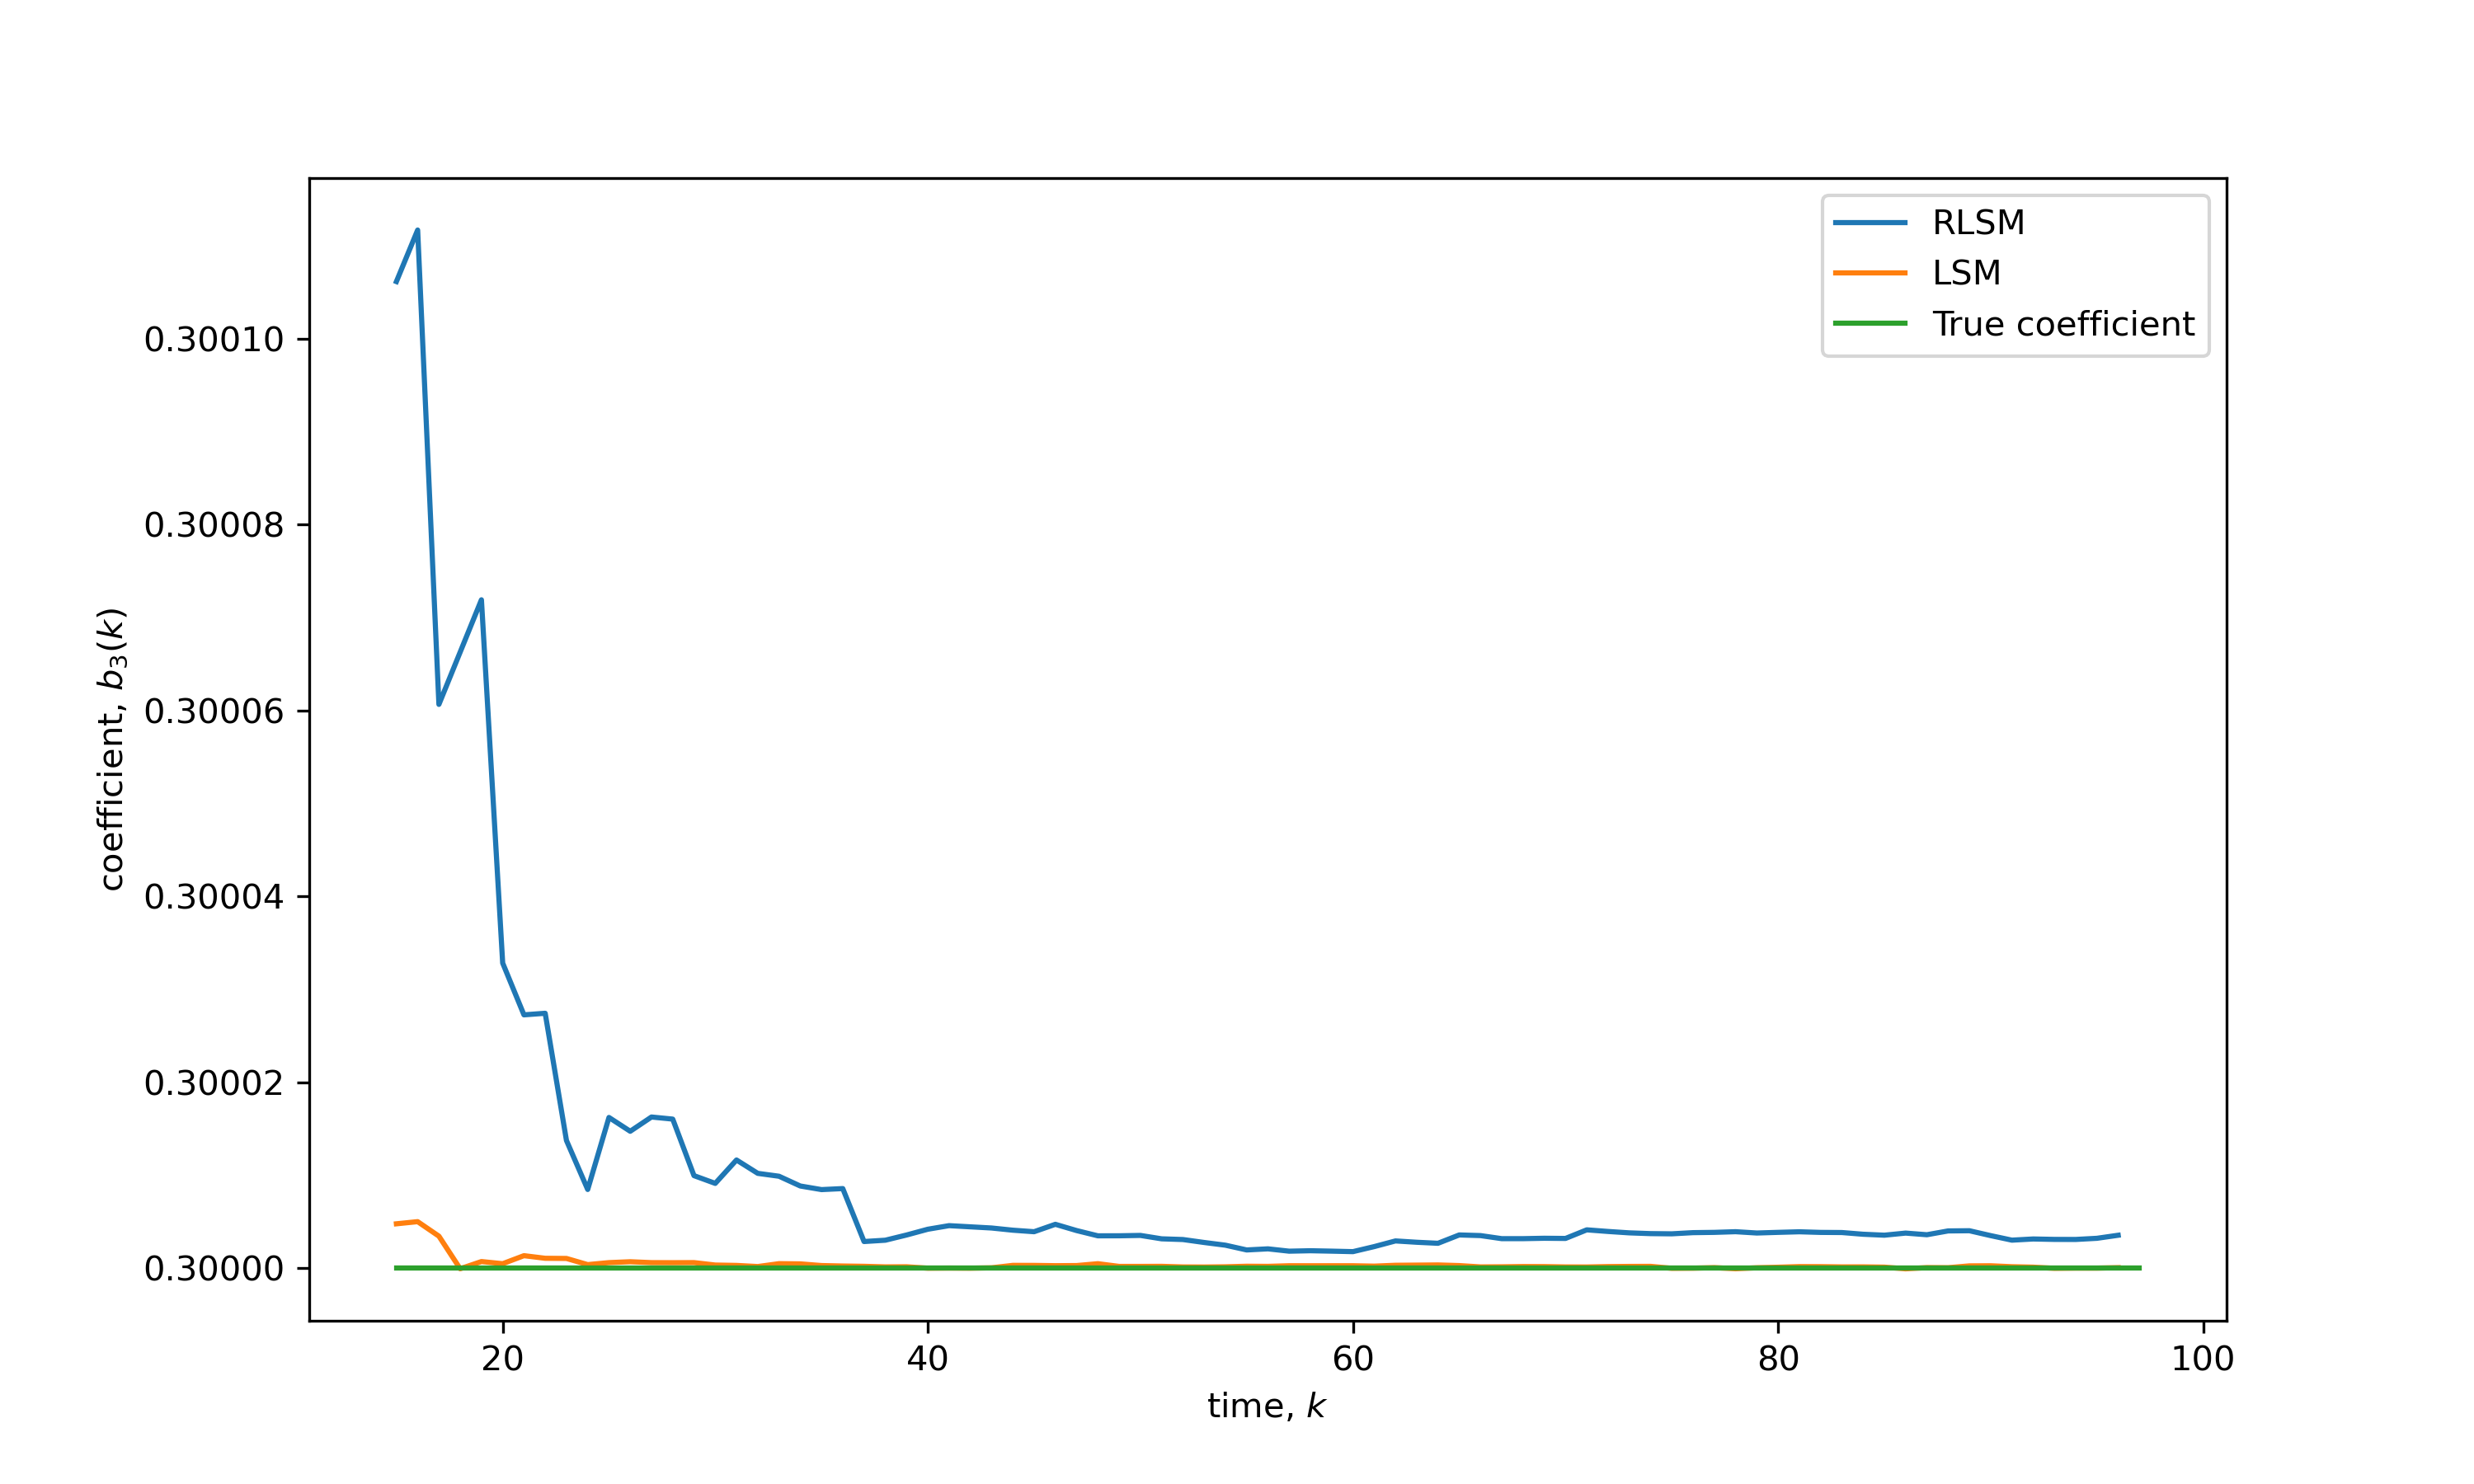 RLSM
LSM
True coefficient
0.30010
0.30008
0.30006
0.30004
0.30002
0.30000
coefficient, b₃(k)
20 40 60 80 100
time, k